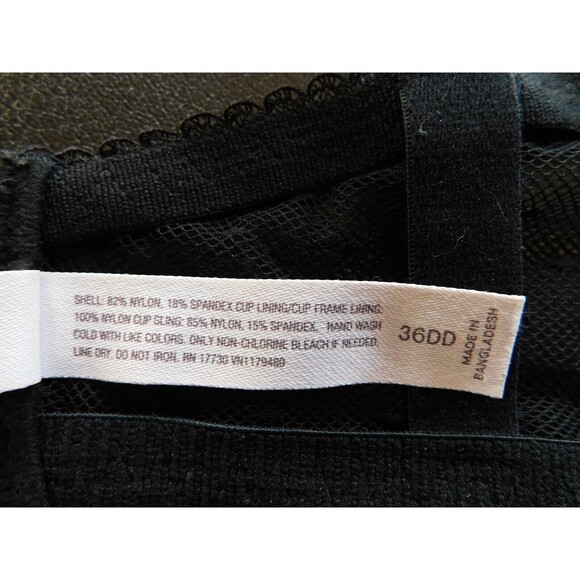 SHELL: 82% NYLON, 18% SPANDEX CUP LINING/CUP FRAME LINING:
100% NYLON CUP SLING: 85% NYLON, 15% SPANDEX. HAND WASH
COLD WITH LIKE COLORS. ONLY NON-CHLORINE BLEACH IF NEEDED.
LINE DRY. DO NOT IRON. RN 17730 VN1179480
36DD
MADE IN
BANGLADESH